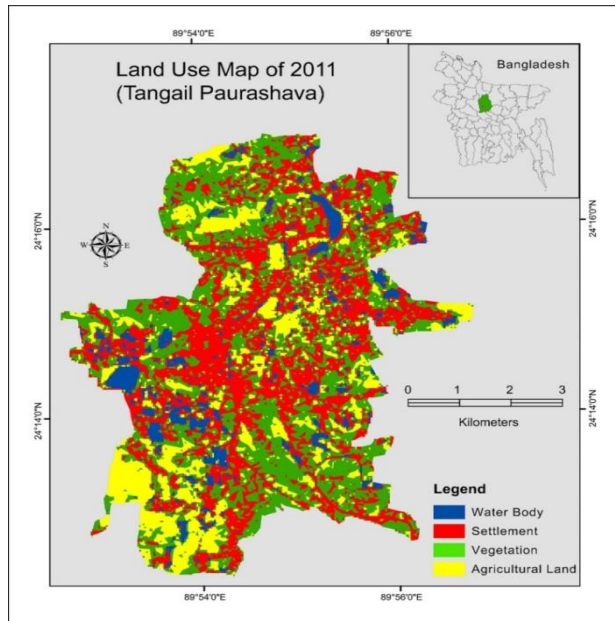 89°54'0"E 89°56'0"E
Land Use Map of 2011
(Tangail Paurashava)
Bangladesh
24°16'0"N 24°16'0"N
N
W E
S
0 1 2 3
Kilometers
24°14'0"N 24°14'0"N
Legend
Water Body
Settlement
Vegetation
Agricultural Land
89°54'0"E 89°56'0"E